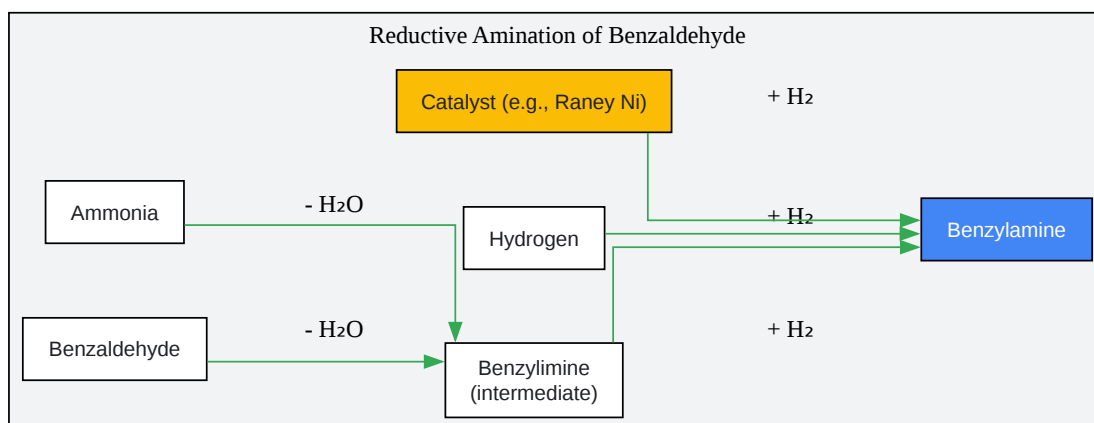 Reductive Amination of Benzaldehyde
Catalyst (e.g., Raney Ni)
+ H₂
Ammonia
- H₂O
Hydrogen
+ H₂
Benzylamine
Benzaldehyde
- H₂O
Benzylimine
(intermediate)
+ H₂